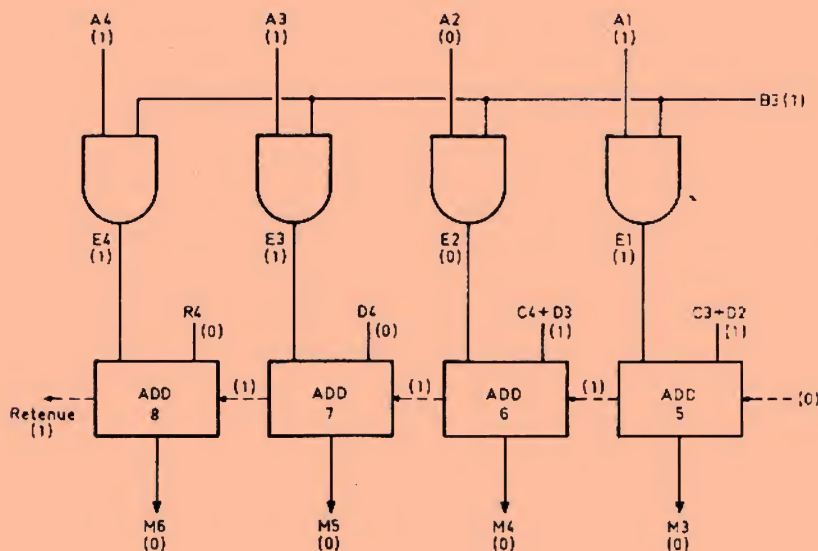 A4 A3 A2 A1
(1) (1) (0) (1)
B3(1)
E4 E3 E2 E1
(1) (1) (0) (1)
R4 D4 C4+D3 C3+D2
(0) (0) (1) (1)
ADD ADD ADD ADD
8 7 6 5
(1) (1) (1) (0)
Retenue
(1)
M6 M5 M4 M3
(0) (0) (0) (0)